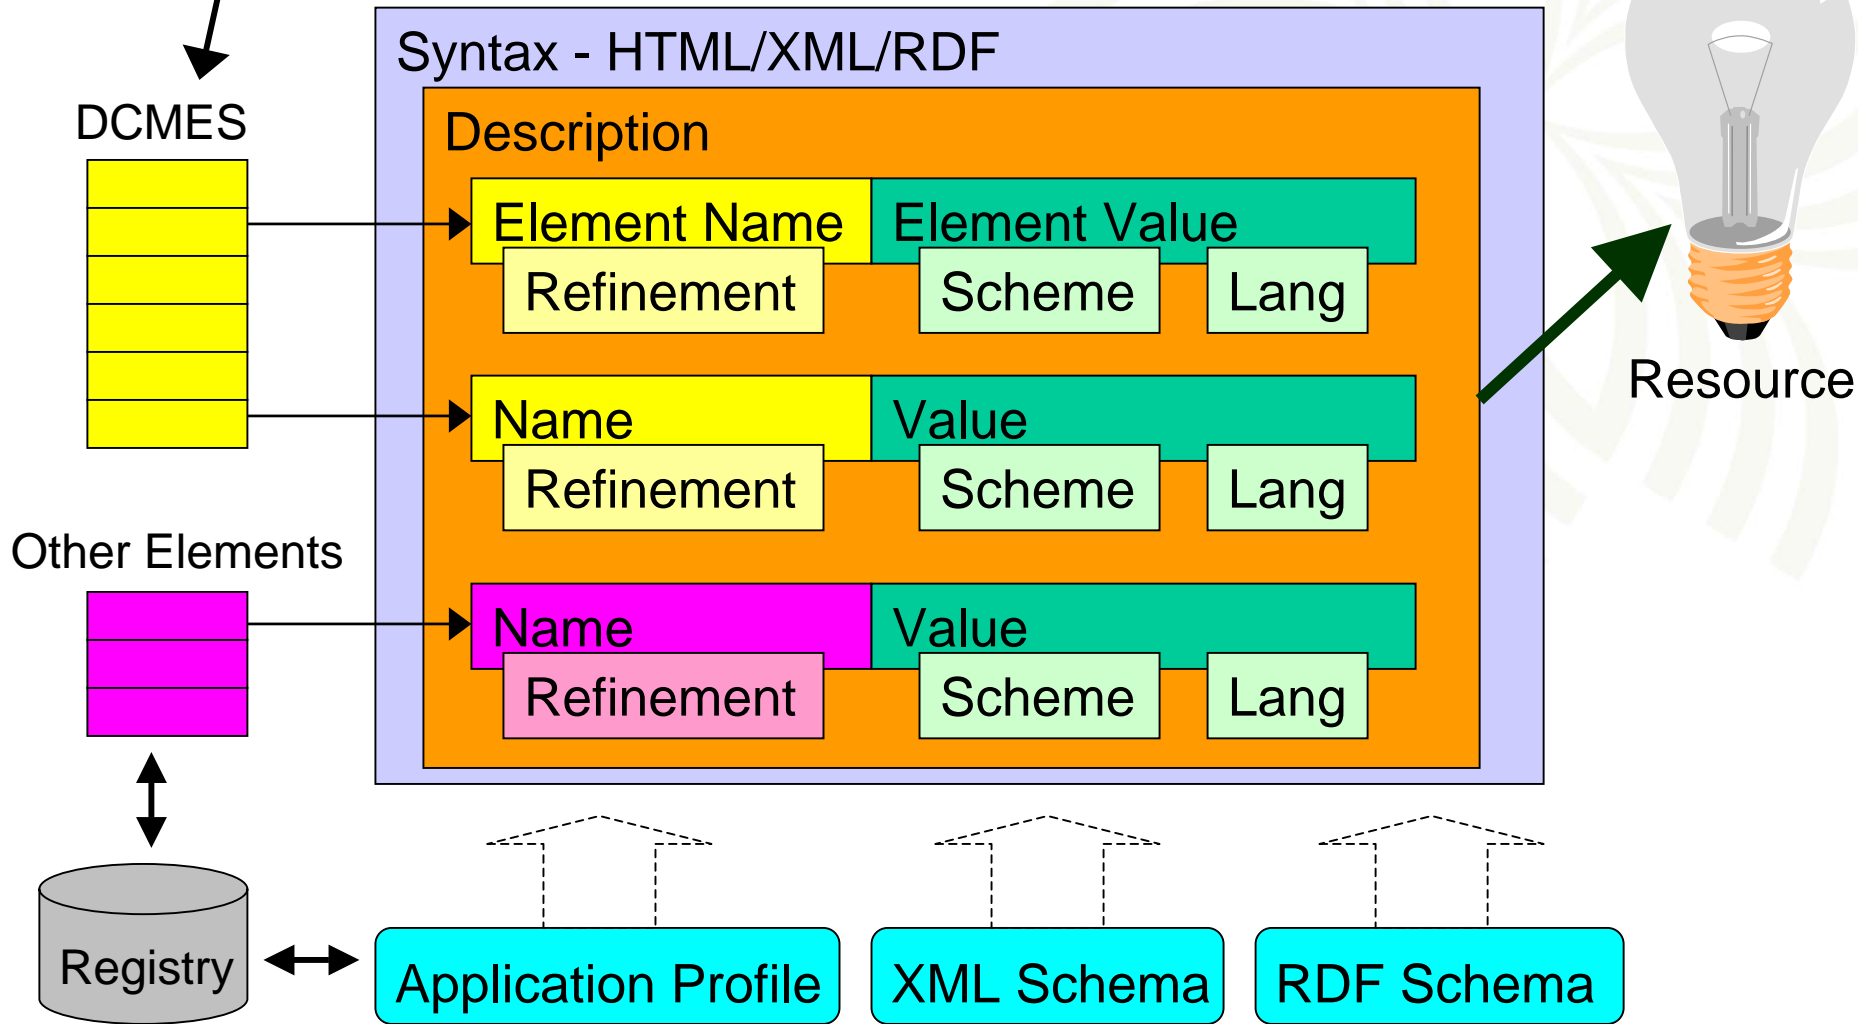 Syntax - HTML/XML/RDF
DCMES
Description
Element Name
Element Value
Refinement
Scheme
Lang
Resource
Name
Value
Refinement
Scheme
Lang
Other Elements
Name
Value
Refinement
Scheme
Lang
Registry
Application Profile
XML Schema
RDF Schema